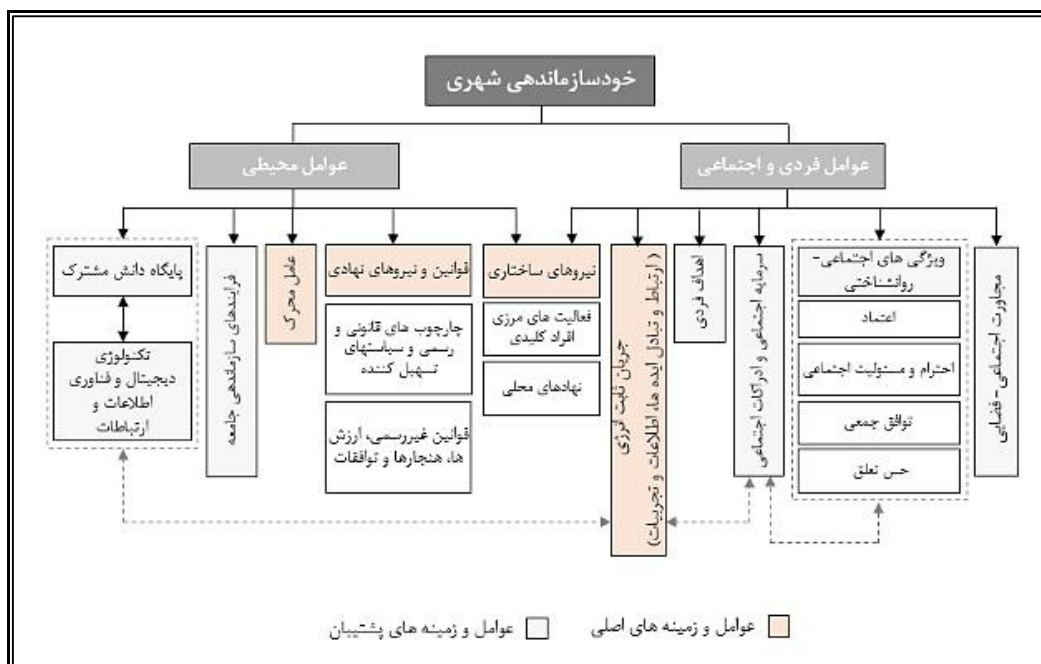 خودسازماندهی شهری
عوامل فردی و اجتماعی
عوامل محیطی
مجاورت اجتماعی-فضایی
ویژگی های اجتماعی-
روانشناختی
اعتماد
احترام و مسئولیت اجتماعی
توافق جمعی
حس تعلق
سرمایه اجتماعی و ادراکات اجتماعی
اهداف فردی
جریان ثابت انرژی
( ارتباط و تبادل ایده ها، اطلاعات و تجربیات)
نیروهای ساختاری
فعالیت های مرزی
افراد کلیدی
نهادهای محلی
قوانین و نیروهای نهادی
چارچوب های قانونی و
رسمی و سیاستهای
تسهیل کننده
قوانین غیررسمی، ارزش
ها، هنجارها و توافقات
عامل محرک
فرایندهای سازماندهی جامعه
پایگاه دانش مشترک
تکنولوژی
دیجیتال و فناوری
اطلاعات و
ارتباطات
عوامل و زمینه های اصلی
عوامل و زمینه های پشتیبان